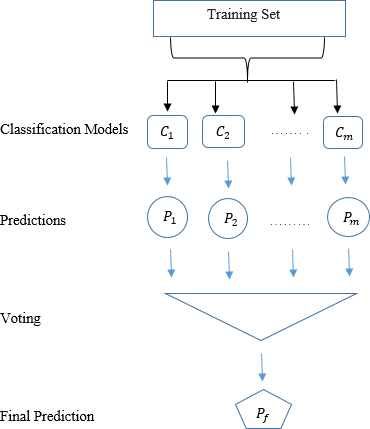 Training Set
Classification Models C1 C2 ........ Cm
Predictions P1 P2 ......... Pm
Voting
Final Prediction Pf